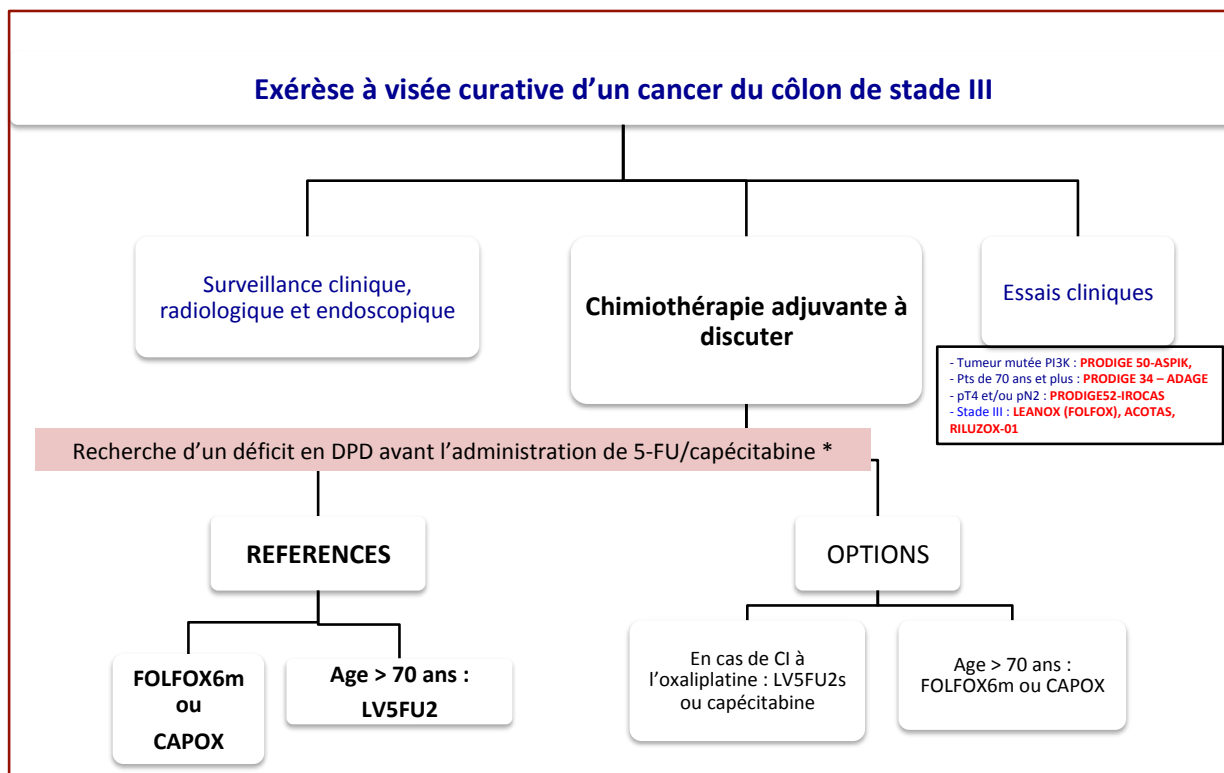 Exérèse à visée curative d’un cancer du côlon de stade III
Surveillance clinique,
radiologique et endoscopique
Chimiothérapie adjuvante à
discuter
Essais cliniques
- Tumeur mutée PI3K : PRODIGE 50-ASPIK,
- Pts de 70 ans et plus : PRODIGE 34 – ADAGE
- pT4 et/ou pN2 : PRODIGE52-IROCAS
- Stade III : LEANOX (FOLFOX), ACOTAS,
RILUZOX-01
Recherche d’un déficit en DPD avant l’administration de 5-FU/capécitabine *
REFERENCES
OPTIONS
FOLFOX6m
ou
CAPOX
Age > 70 ans :
LV5FU2
En cas de CI à
l’oxaliplatine : LV5FU2s
ou capécitabine
Age > 70 ans :
FOLFOX6m ou CAPOX